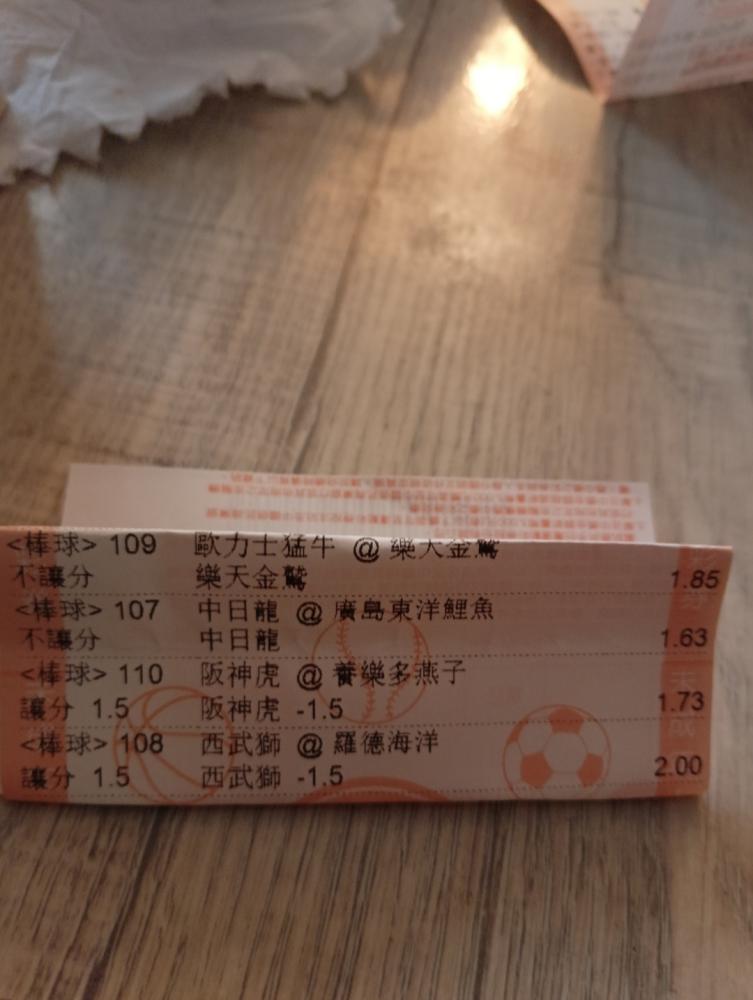 <棒球> 109 歐力士猛牛 @ 樂天金鷲
不讓分 樂天金鷲 1.85
<棒球> 107 中日龍 @ 廣島東洋鯉魚
不讓分 中日龍 1.63
<棒球> 110 阪神虎 @ 養樂多燕子
讓分 1.5 阪神虎 -1.5 1.73
<棒球> 108 西武獅 @ 羅德海洋
讓分 1.5 西武獅 -1.5 2.00